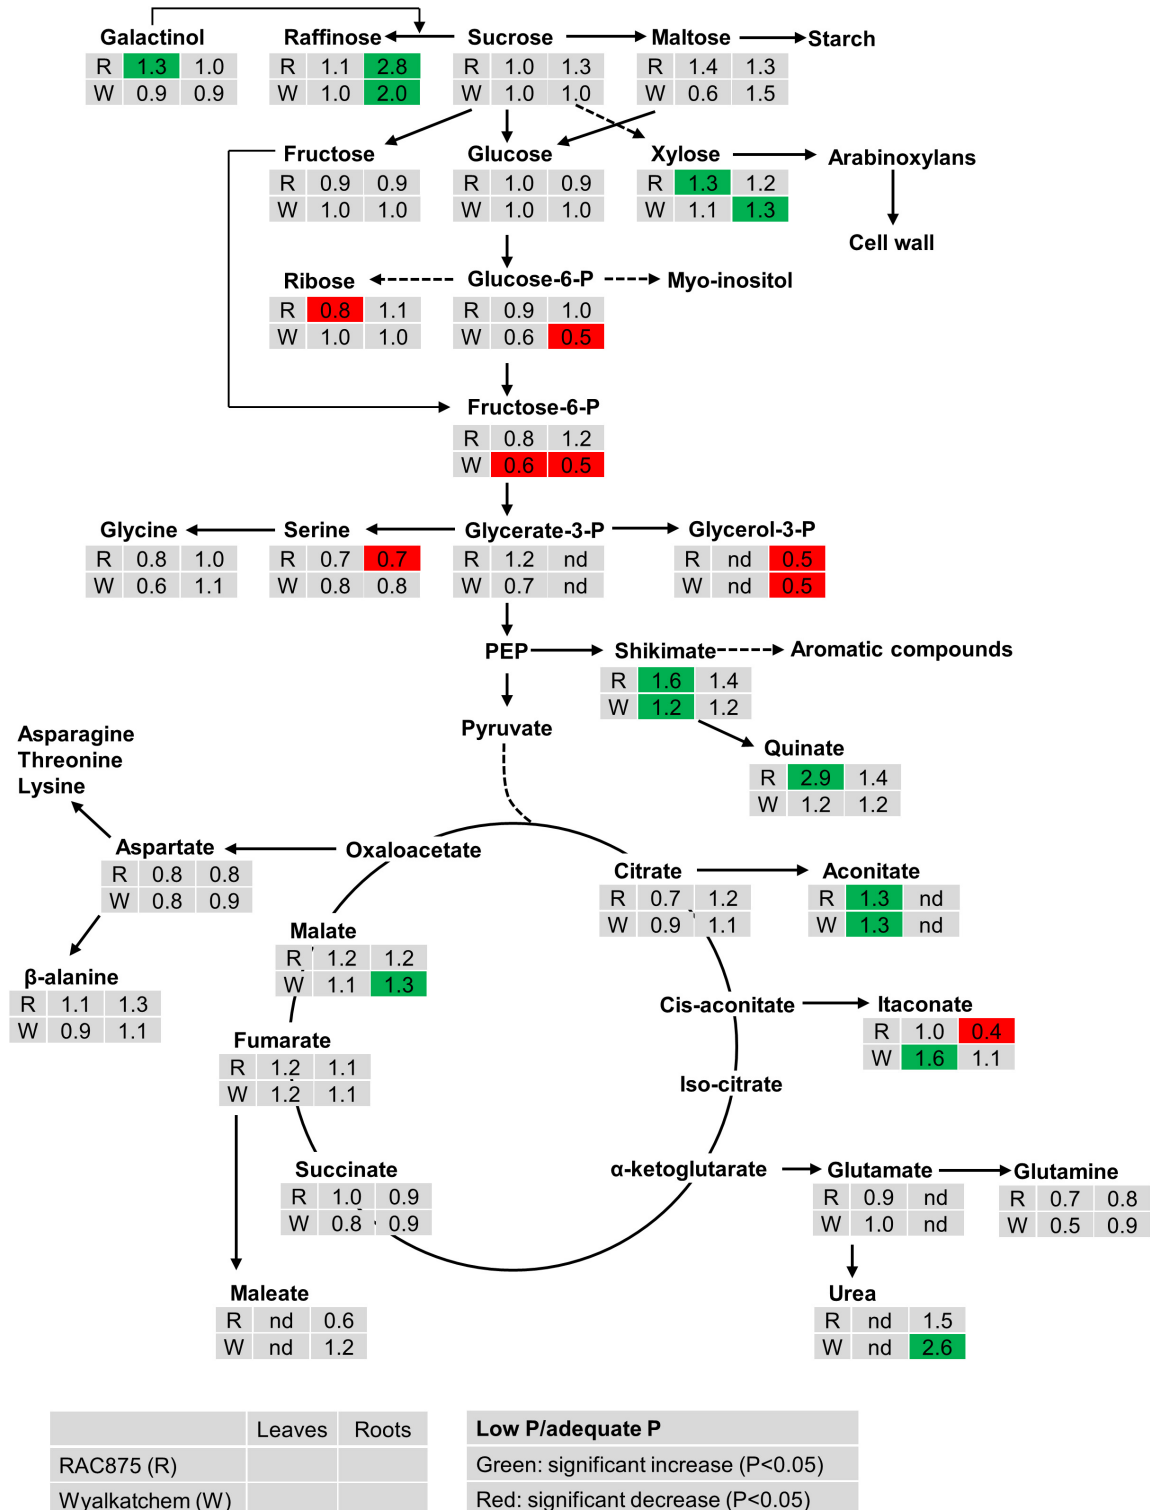 Galactinol Raffinose Sucrose Maltose Starch
R 1.3 1.0 R 1.1 2.8 R 1.0 1.3 R 1.4 1.3
W 0.9 0.9 W 1.0 2.0 W 1.0 1.0 W 0.6 1.5
Fructose Glucose Xylose Arabinoxylans
R 0.9 0.9 R 1.0 0.9 R 1.3 1.2
W 1.0 1.0 W 1.0 1.0 W 1.1 1.3
Cell wall
Ribose Glucose-6-P Myo-inositol
R 0.8 1.1 R 0.9 1.0
W 1.0 1.0 W 0.6 0.5
Fructose-6-P
R 0.8 1.2
W 0.6 0.5
Glycine Serine Glycerate-3-P Glycerol-3-P
R 0.8 1.0 R 0.7 0.7 R 1.2 nd R nd 0.5
W 0.6 1.1 W 0.8 0.8 W 0.7 nd W nd 0.5
PEP Shikimate Aromatic compounds
R 1.6 1.4
W 1.2 1.2
Pyruvate
Quinate
R 2.9 1.4
W 1.2 1.2
Asparagine
Threonine
Lysine
Aspartate Oxaloacetate
R 0.8 0.8
W 0.8 0.9
Citrate Aconitate
R 0.7 1.2 R 1.3 nd
W 0.9 1.1 W 1.3 nd
Malate
R 1.2 1.2
W 1.1 1.3
β-alanine
R 1.1 1.3
W 0.9 1.1
Cis-aconitate Itaconate
R 1.0 0.4
W 1.6 1.1
Fumarate
R 1.2 1.1
W 1.2 1.1
Iso-citrate
Succinate
R 1.0 0.9
W 0.8 0.9
α-ketoglutarate Glutamate Glutamine
R 0.9 nd R 0.7 0.8
W 1.0 nd W 0.5 0.9
Maleate Urea
R nd 0.6 R nd 1.5
W nd 1.2 W nd 2.6
Leaves Roots
RAC875 (R)
Wyalkatchem (W)
Low P/adequate P
Green: significant increase (P<0.05)
Red: significant decrease (P<0.05)